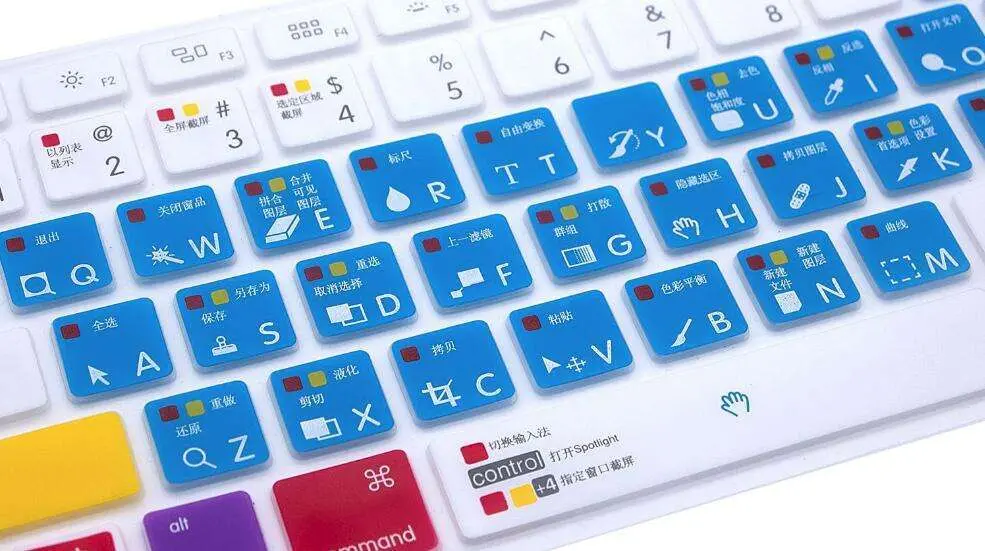 F2
F3
F4
F5
以列表
显示
@
2
全屏截屏
#
3
选定区域
截屏
$
4
%
5
^
6
&
7
8
退出
Q
关闭窗品
W
合并
拼合 可见
图层 图层
E
标尺
R
自由变换
T T
Y
去色
色相
饱和度
U
反选
反相
I
打开文件
O
全选
A
另存为
保存
S
重选
取消选择
D
上一滤镜
F
打散
群组
G
隐藏选区
H
拷贝图层
J
色彩
首选项 设置
K
重做
还原
Z
液化
剪切
X
拷贝
C
粘贴
V
色彩平衡
B
新建
新建 图层
文件
N
曲线
M
alt
⌘
切换输入法
control 打开Spotlight
+4 指定窗口截屏